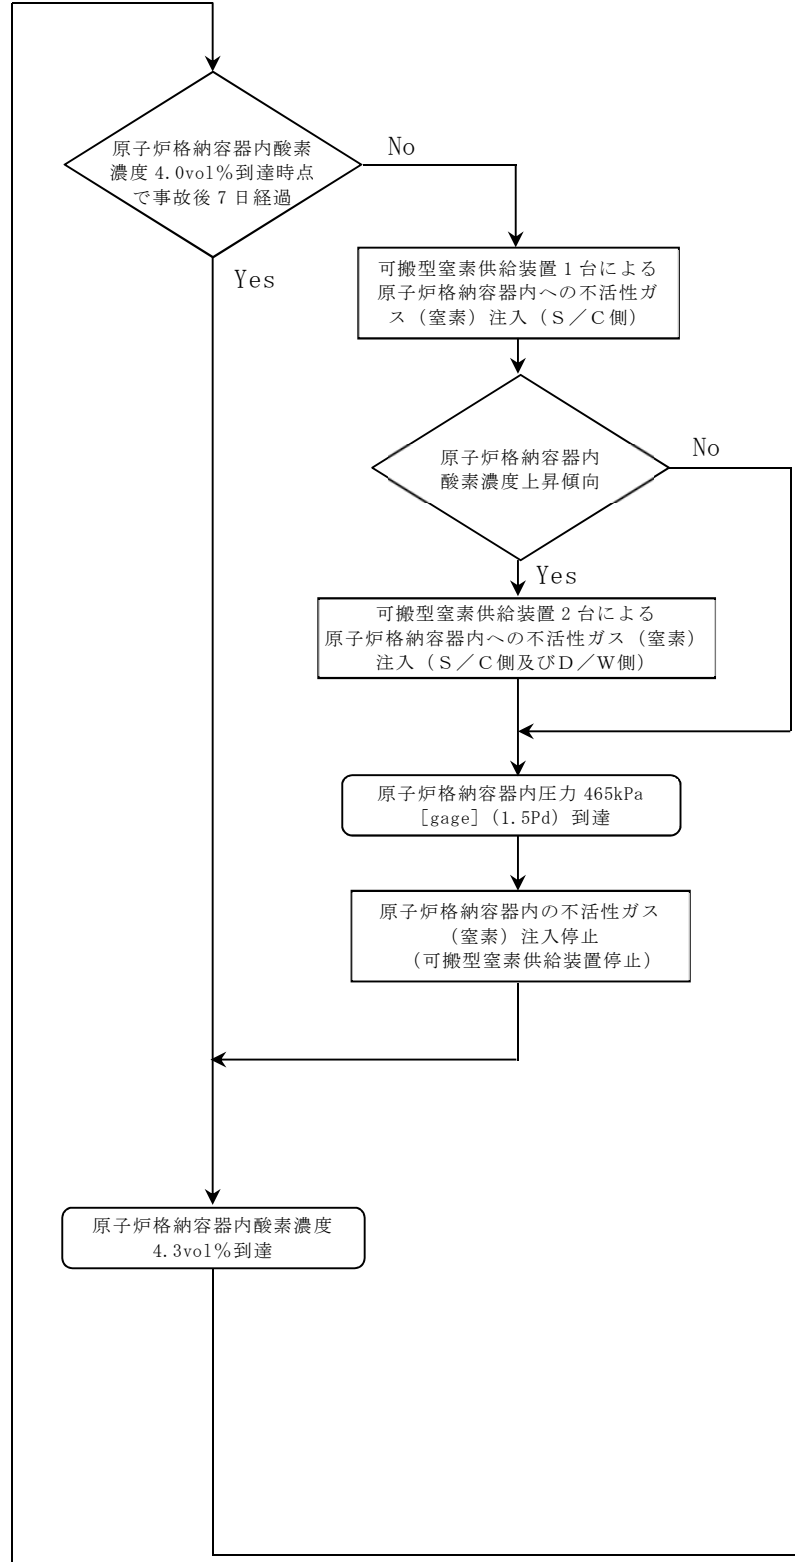 原子炉格納容器内酸素
濃度 4.0vol％到達時点
で事故後 7 日経過
No
Yes
可搬型窒素供給装置 1 台による
原子炉格納容器内への不活性ガ
ス（窒素）注入（Ｓ／Ｃ側）
原子炉格納容器内
酸素濃度上昇傾向
No
Yes
可搬型窒素供給装置 2 台による
原子炉格納容器内への不活性ガス（窒素）
注入（Ｓ／Ｃ側及びＤ／Ｗ側）
原子炉格納容器内圧力 465kPa
［gage］(1.5Pd) 到達
原子炉格納容器内の不活性ガス
（窒素）注入停止
（可搬型窒素供給装置停止）
原子炉格納容器内酸素濃度
4.3vol％到達